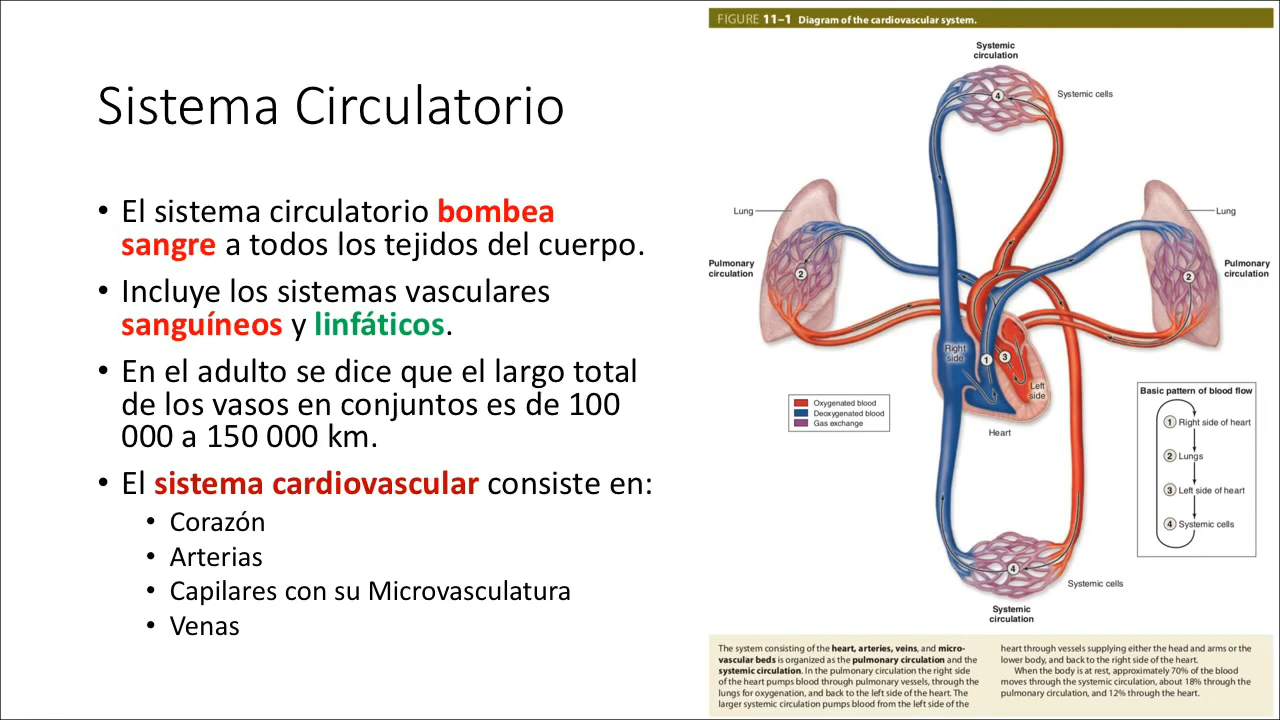 Sistema Circulatorio
• El sistema circulatorio bombea
sangre a todos los tejidos del cuerpo.
• Incluye los sistemas vasculares
sanguíneos y linfáticos.
• En el adulto se dice que el largo total
de los vasos en conjuntos es de 100
000 a 150 000 km.
• El sistema cardiovascular consiste en:
• Corazón
• Arterias
• Capilares con su Microvasculatura
• Venas
FIGURE 11–1 Diagram of the cardiovascular system.
Systemic
circulation
4
Systemic cells
Lung
Lung
Pulmonary
circulation
2
2
Pulmonary
circulation
Right
side
1
3
Left
side
Heart
Oxygenated blood
Deoxygenated blood
Gas exchange
Basic pattern of blood flow
1 Right side of heart
2 Lungs
3 Left side of heart
4 Systemic cells
4
Systemic cells
Systemic
circulation
The system consisting of the heart, arteries, veins, and micro-
vascular beds is organized as the pulmonary circulation and the
systemic circulation. In the pulmonary circulation the right side
of the heart pumps blood through pulmonary vessels, through the
lungs for oxygenation, and back to the left side of the heart. The
larger systemic circulation pumps blood from the left side of the
heart through vessels supplying either the head and arms or the
lower body, and back to the right side of the heart.
When the body is at rest, approximately 70% of the blood
moves through the systemic circulation, about 18% through the
pulmonary circulation, and 12% through the heart.